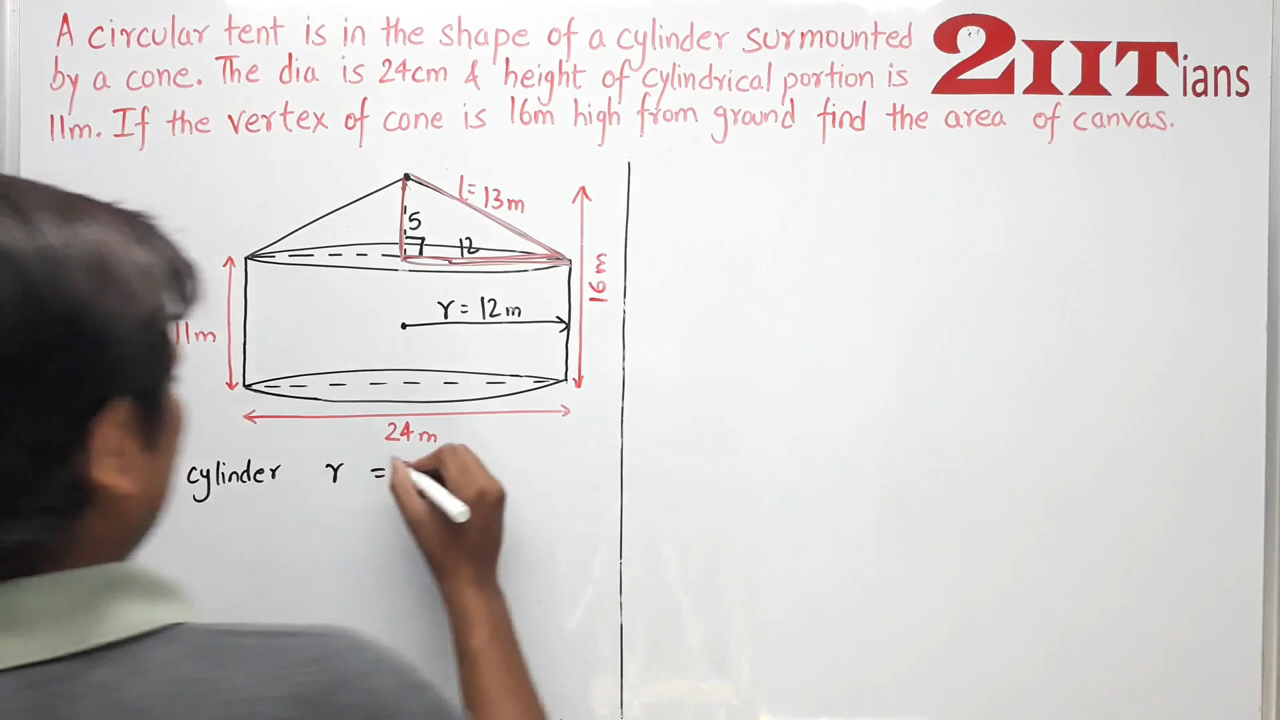 A circular tent is in the shape of a cylinder surmounted
by a cone. The dia is 24cm & height of cylindrical portion is
11m. If the vertex of cone is 16m high from ground find the area of canvas.
2IITians
l = 13m
5
12
16m
r = 12m
11m
24m
cylinder r =